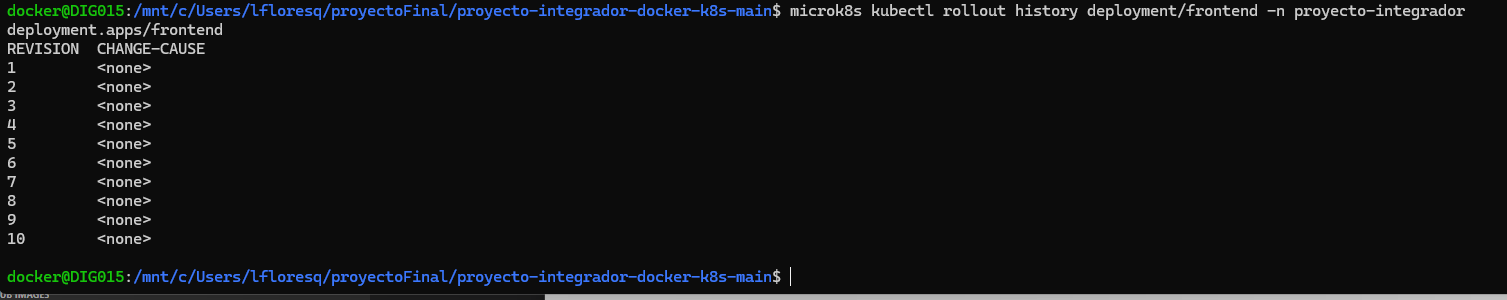 docker@DIG015:/mnt/c/Users/lfloresq/proyectoFinal/proyecto-integrador-docker-k8s-main$ microk8s kubectl rollout history deployment/frontend -n proyecto-integrador
deployment.apps/frontend
REVISION  CHANGE-CAUSE
1         <none>
2         <none>
3         <none>
4         <none>
5         <none>
6         <none>
7         <none>
8         <none>
9         <none>
10        <none>
docker@DIG015:/mnt/c/Users/lfloresq/proyectoFinal/proyecto-integrador-docker-k8s-main$
IMAGES